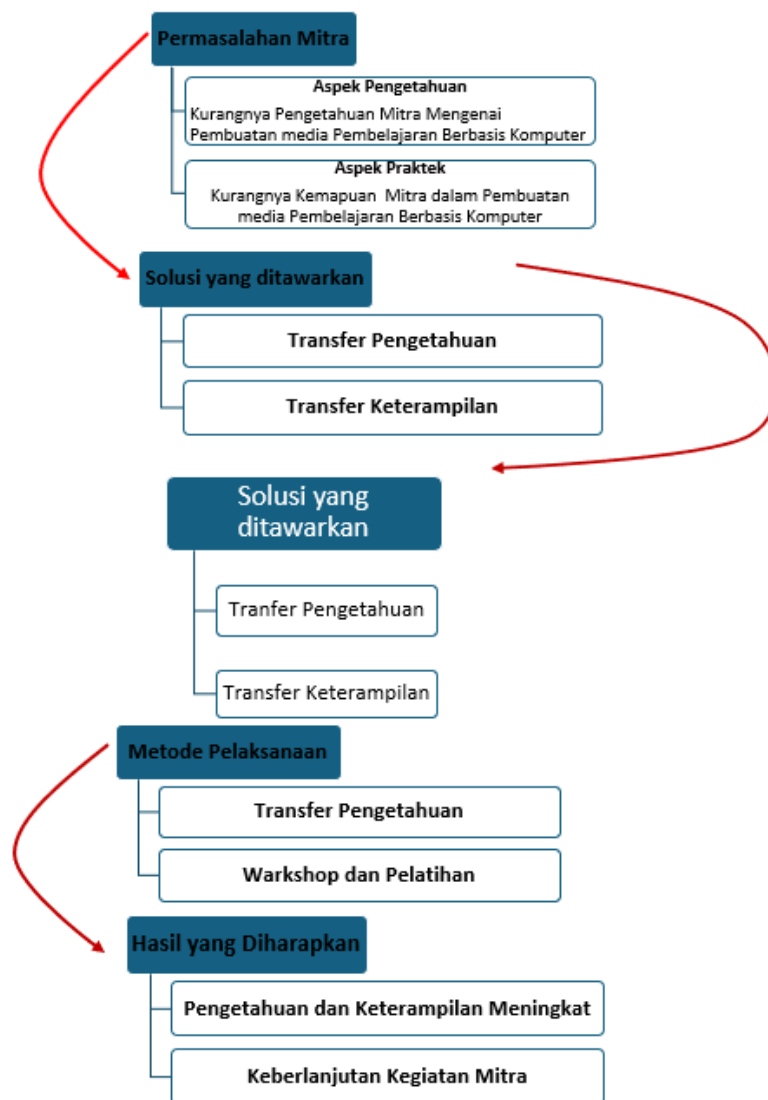 Permasalahan Mitra
Aspek Pengetahuan
Kurangnya Pengetahuan Mitra Mengenai
Pembuatan media Pembelajaran Berbasis Komputer
Aspek Praktek
Kurangnya Kemapuan Mitra dalam Pembuatan
media Pembelajaran Berbasis Komputer
Solusi yang ditawarkan
Transfer Pengetahuan
Transfer Keterampilan
Solusi yang
ditawarkan
Tranfer Pengetahuan
Transfer Keterampilan
Metode Pelaksanaan
Transfer Pengetahuan
Warkshop dan Pelatihan
Hasil yang Diharapkan
Pengetahuan dan Keterampilan Meningkat
Keberlanjutan Kegiatan Mitra